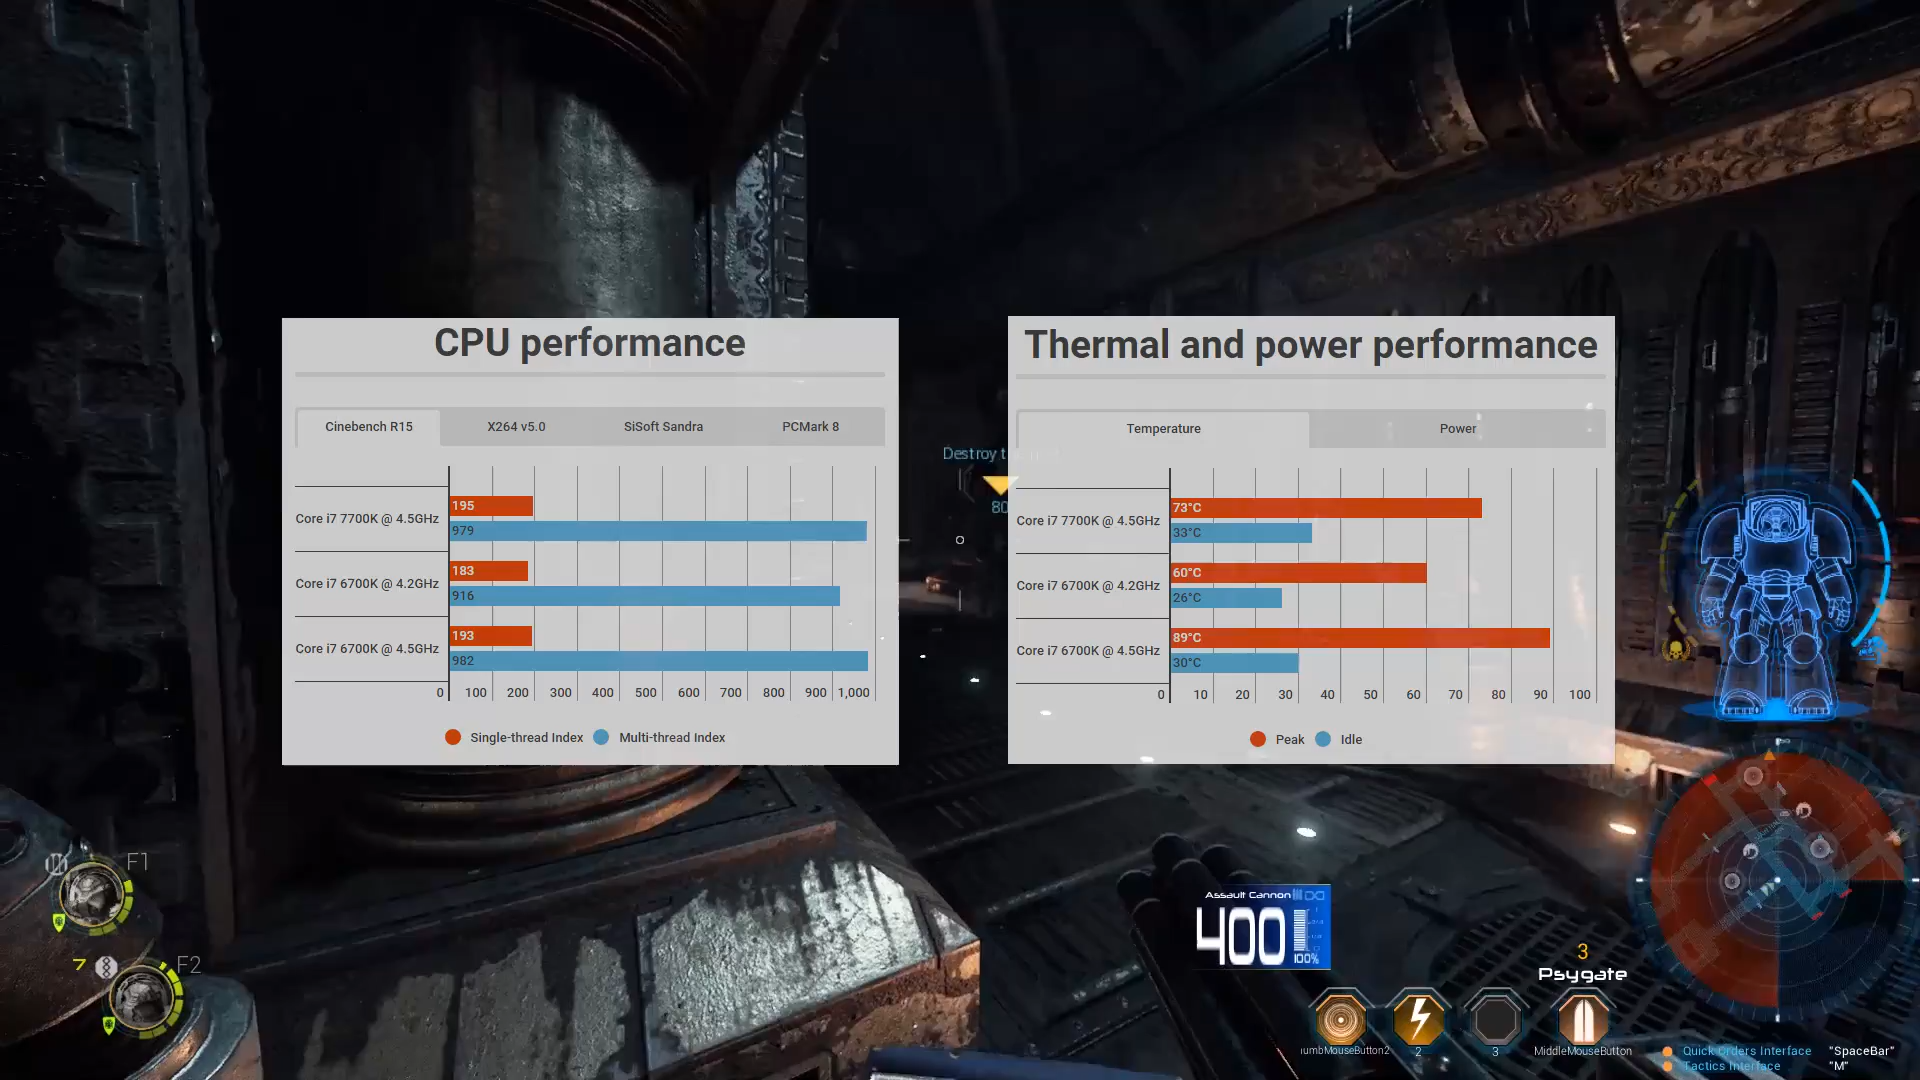 CPU performance
Cinebench R15 X264 v5.0 SiSoft Sandra PCMark 8
Core i7 7700K @ 4.5GHz
195
979
Core i7 6700K @ 4.2GHz
183
916
Core i7 6700K @ 4.5GHz
193
982
0 100 200 300 400 500 600 700 800 900 1,000
Single-thread Index Multi-thread Index
Thermal and power performance
Temperature Power
Core i7 7700K @ 4.5GHz
73°C
33°C
Core i7 6700K @ 4.2GHz
60°C
26°C
Core i7 6700K @ 4.5GHz
89°C
30°C
0 10 20 30 40 50 60 70 80 90 100
Peak Idle
Destroy
80
F1
7 F2
Assault Cannon
400
100%
3
Psygate
umbMouseButton2 2 3 MiddleMouseButton
Quick Orders Interface "SpaceBar"
Tactics Interface "M"